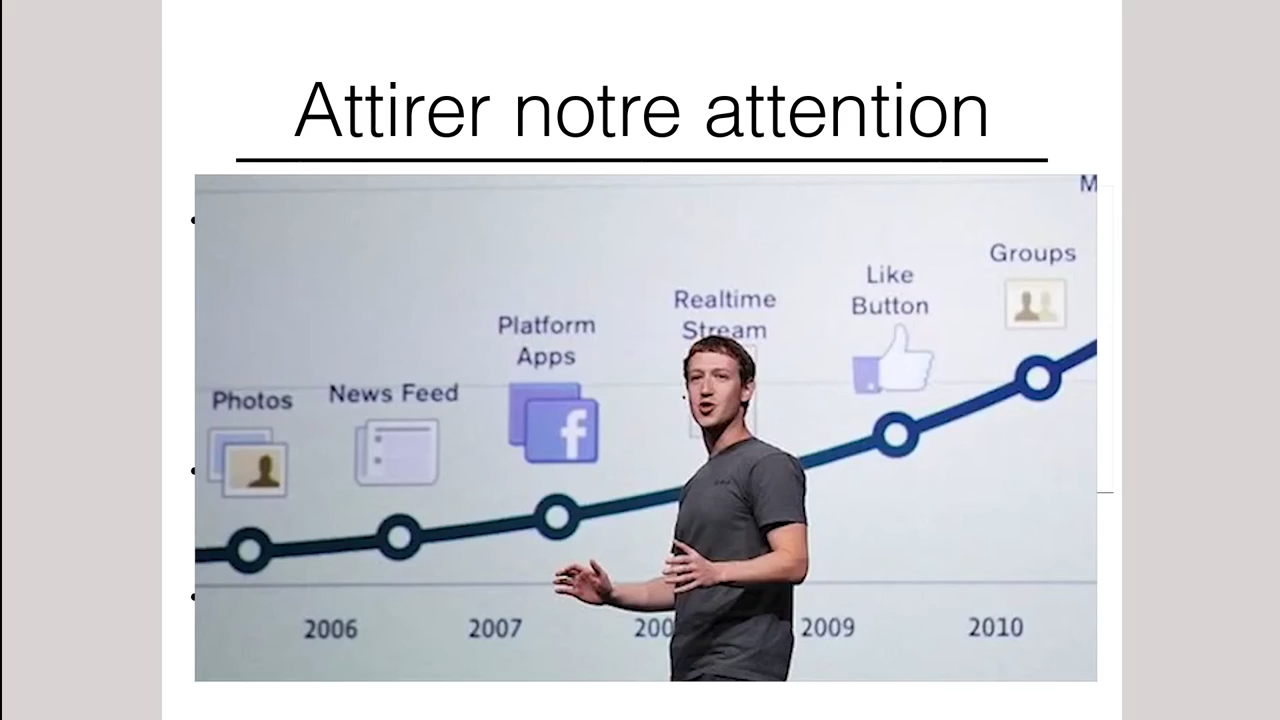 Attirer notre attention
M
Groups
Like
Button
Realtime
Stream
Platform
Apps
News Feed
Photos
f
2006
2007
200
2009
2010